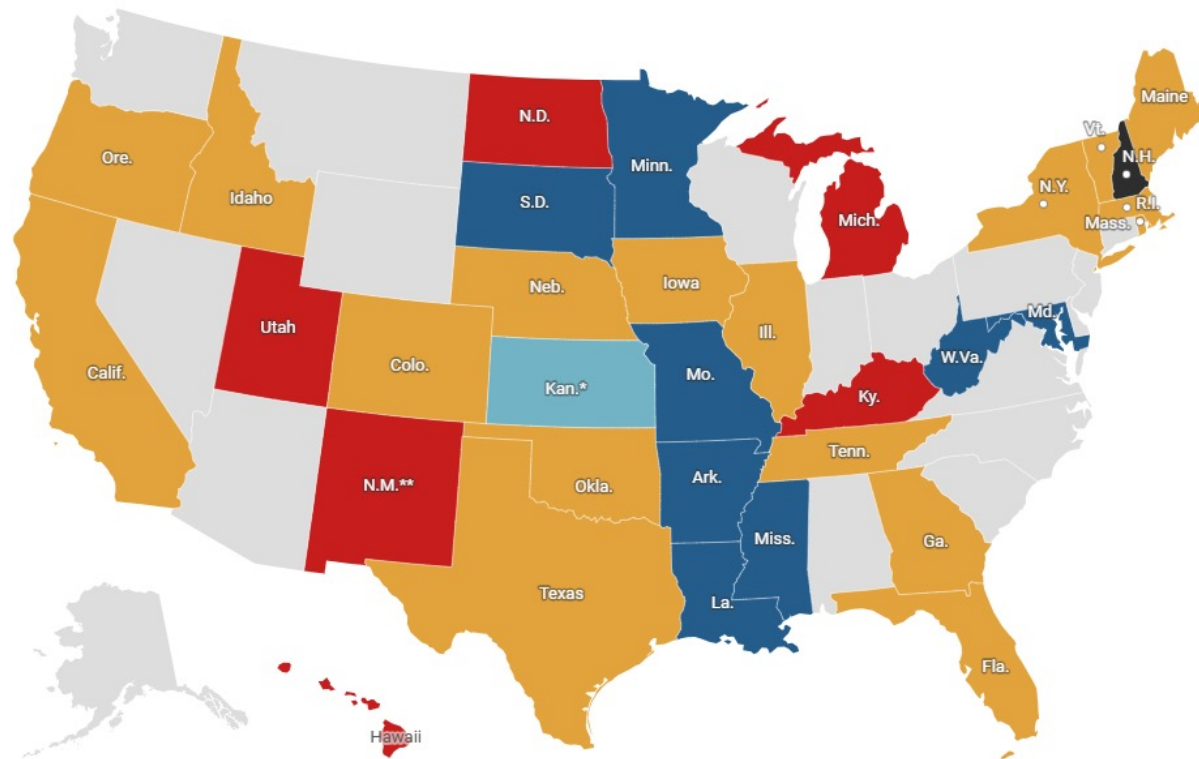 Maine
Vt.
N.D.
N.H.
Ore.
Minn.
Idaho
S.D.
N.Y.
R.I.
Mass.
Mich.
Iowa
Neb.
Md.
Utah
Ill.
W.Va.
Colo.
Calif.
Kan.*
Mo.
Ky.
Tenn.
Ark.
N.M.**
Okla.
Miss.
Ga.
Texas
La.
Fla.
Hawaii